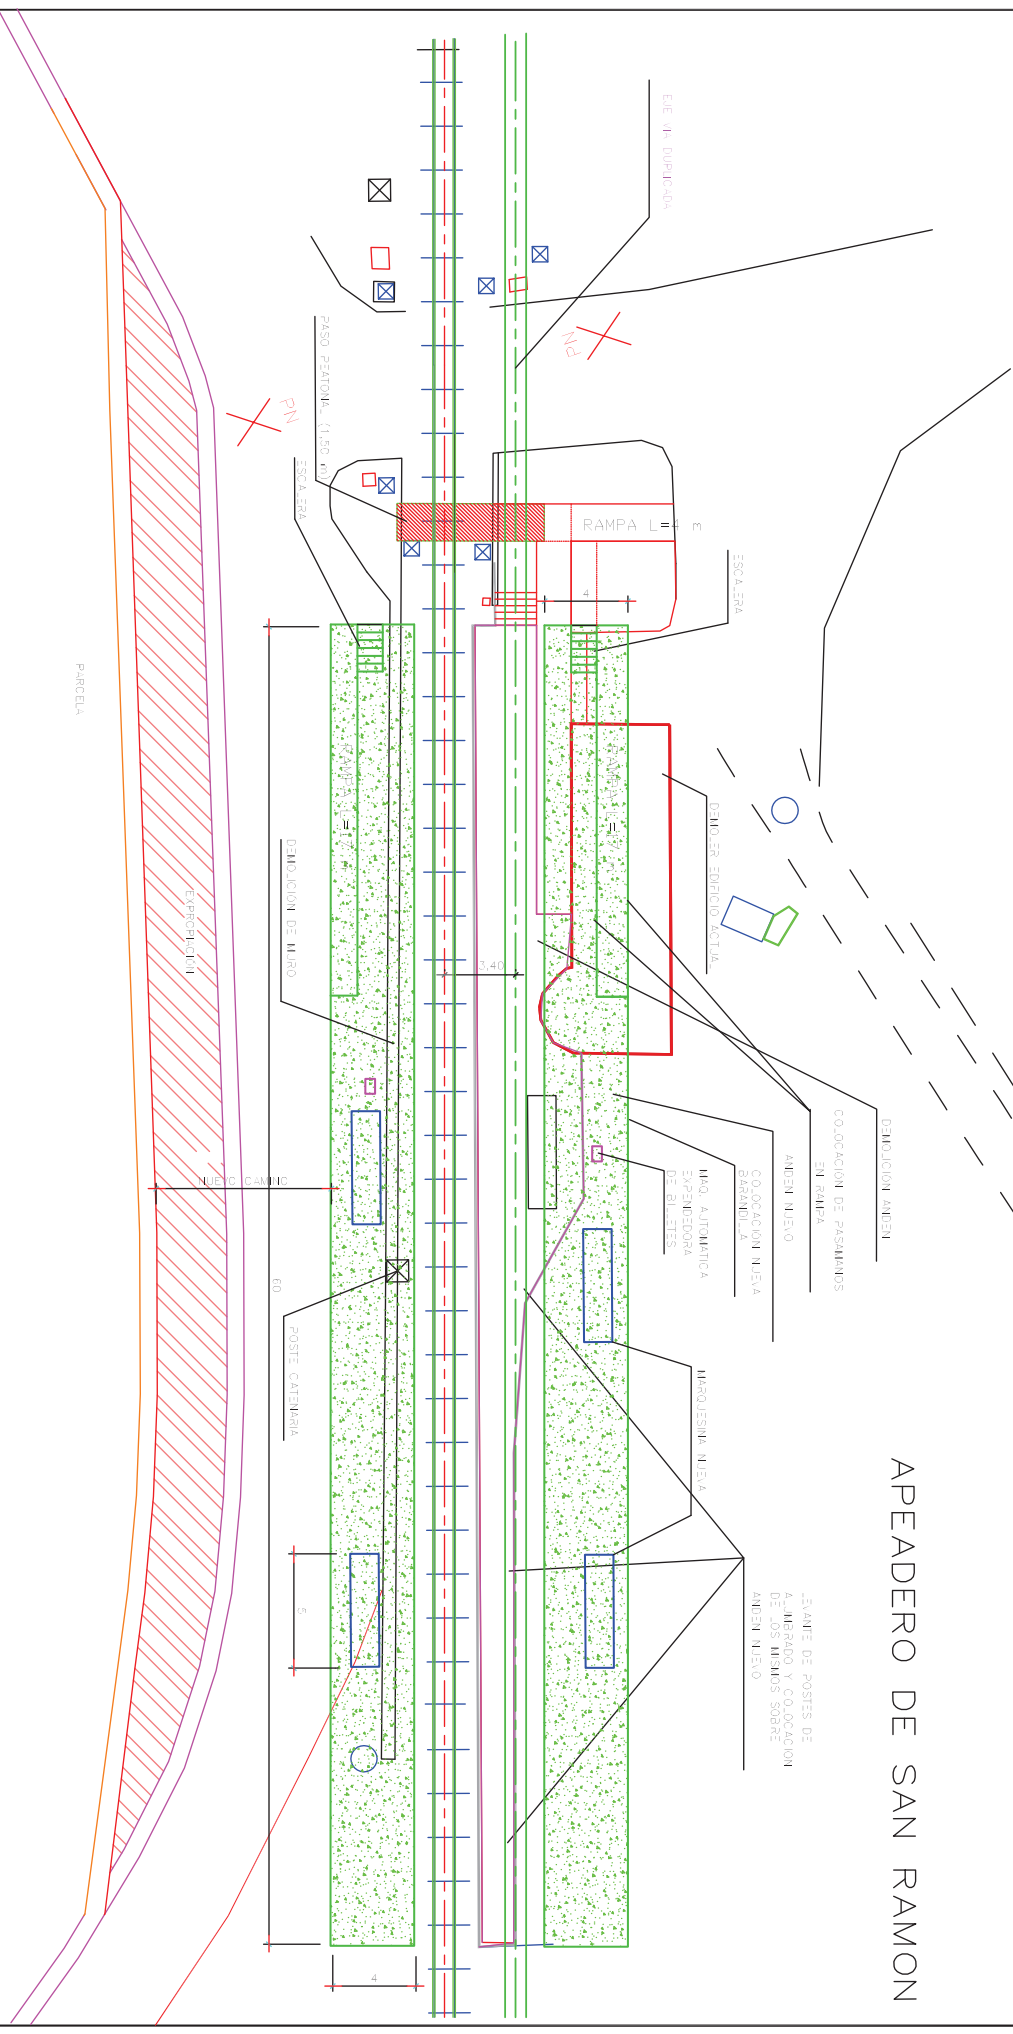 APEADERO DE SAN RAMON
EJE VIA DUPLICADA
PN
PN
PASO PEATONAL (1,50 m)
ESCALERA
RAMPA L=4 m
ESCALERA
4
PARCELA
EXPROPIACION
DEMOLICION DE MURO
DEMOLER EDIFICIO ACTUAL
3,40
DEMOLICION ANDEN
COLOCACION DE PASAMANOS
EN RAMPA
ANDEN NUEVO
COLOCACION NUEVA
BARANDILLA
MAQ. AUTOMATICA
EXPENDEDORA
DE BILLETES
NUEVO CAMINO
60
POSTE CATENARIA
MARQUESINA NUEVA
LEVANTE DE POSTES DE
ALUMBRADO Y COLOCACION
DE LOS MISMOS SOBRE
ANDEN NUEVO
5
4